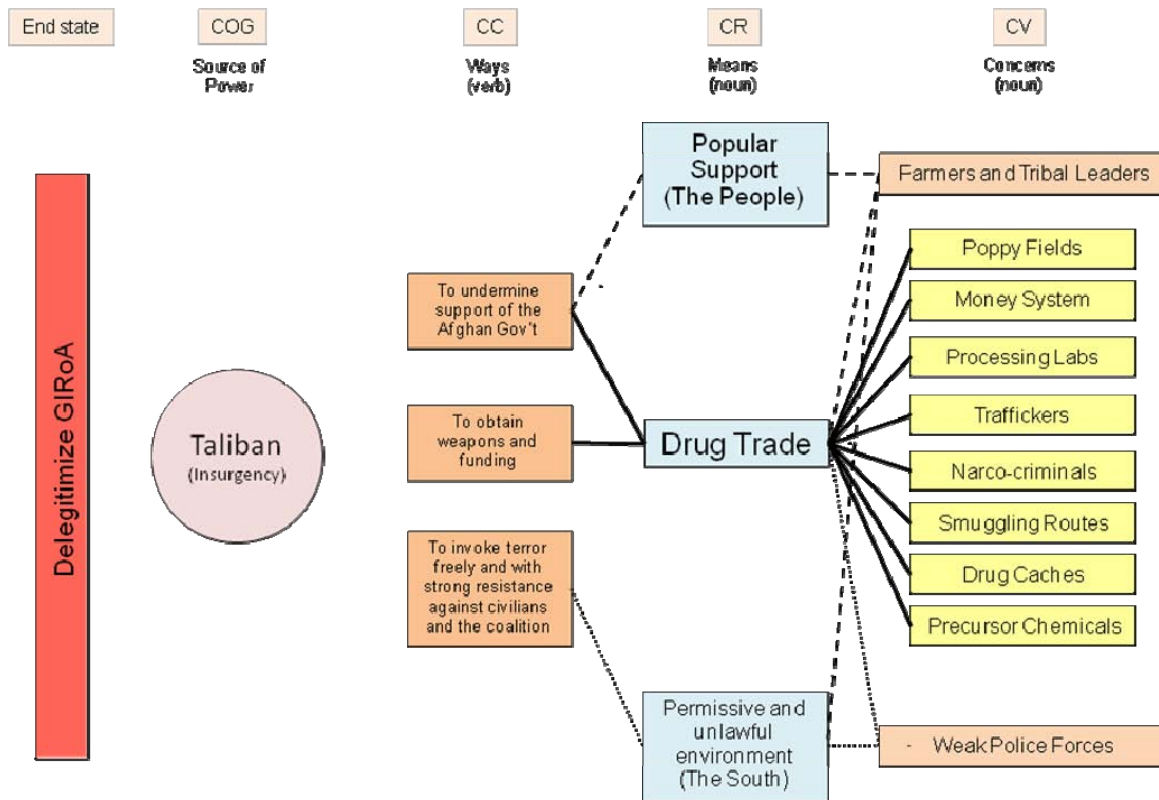 End state
COG
CC
CR
CV
Source of
Power
Ways
(verb)
Means
(noun)
Concerns
(noun)
Delegitimize GIRoA
Taliban
(Insurgency)
To undermine
support of the
Afghan Gov't
To obtain
weapons and
funding
To invoke terror
freely and with
strong resistance
against civilians
and the coalition
Popular
Support
(The People)
Drug Trade
Permissive and
unlawful
environment
(The South)
Farmers and Tribal Leaders
Poppy Fields
Money System
Processing Labs
Traffickers
Narco-criminals
Smuggling Routes
Drug Caches
Precursor Chemicals
- Weak Police Forces